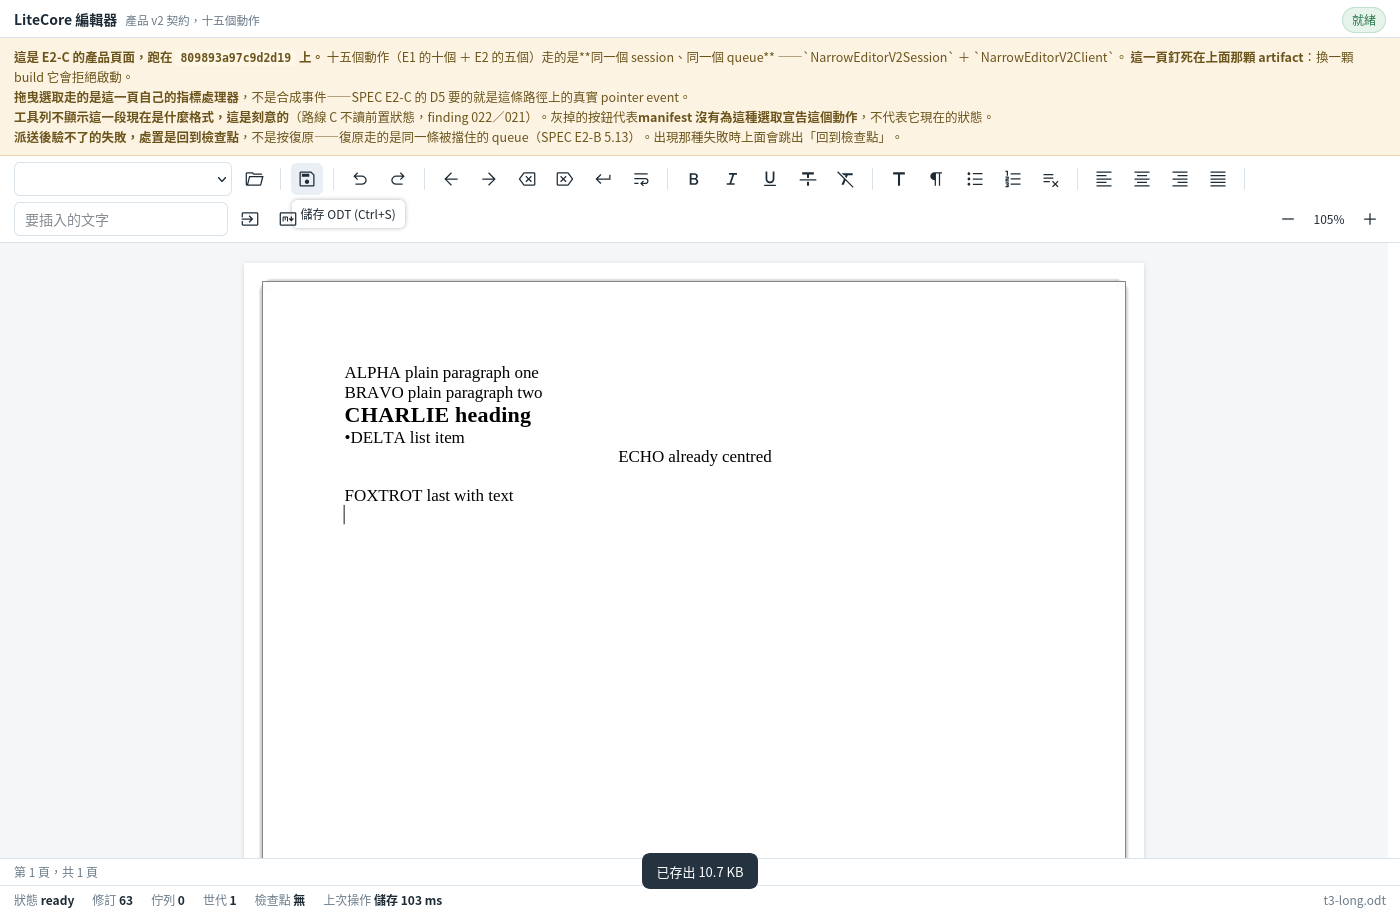 LiteCore 編輯器 產品 v2 契約，十五個動作 就緒
這是 E2-C 的產品頁面，跑在 809893a97c9d2d19 上。 十五個動作（E1 的十個 ＋ E2 的五個）走的是**同一個 session、同一個 queue** ——`NarrowEditorV2Session` ＋ `NarrowEditorV2Client`。 這一頁釘死在上面那顆 artifact：換一顆
build 它會拒絕啟動。
拖曳選取走的是這一頁自己的指標處理器，不是合成事件——SPEC E2-C 的 D5 要的就是這條路徑上的真實 pointer event。
工具列不顯示這一段現在是什麼格式，這是刻意的（路線 C 不讀前置狀態，finding 022／021）。灰掉的按鈕代表manifest 沒有為這種選取宣告這個動作，不代表它現在的狀態。
派送後驗不了的失敗，處置是回到檢查點，不是按復原——復原走的是同一條被擋住的 queue（SPEC E2-B 5.13）。出現那種失敗時上面會跳出「回到檢查點」。
要插入的文字
儲存 ODT (Ctrl+S)
105%
ALPHA plain paragraph one
BRAVO plain paragraph two
CHARLIE heading
•DELTA list item
ECHO already centred
FOXTROT last with text
第 1 頁，共 1 頁
已存出 10.7 KB
狀態 ready 修訂 63 佇列 0 世代 1 檢查點 無 上次操作 儲存 103 ms t3-long.odt